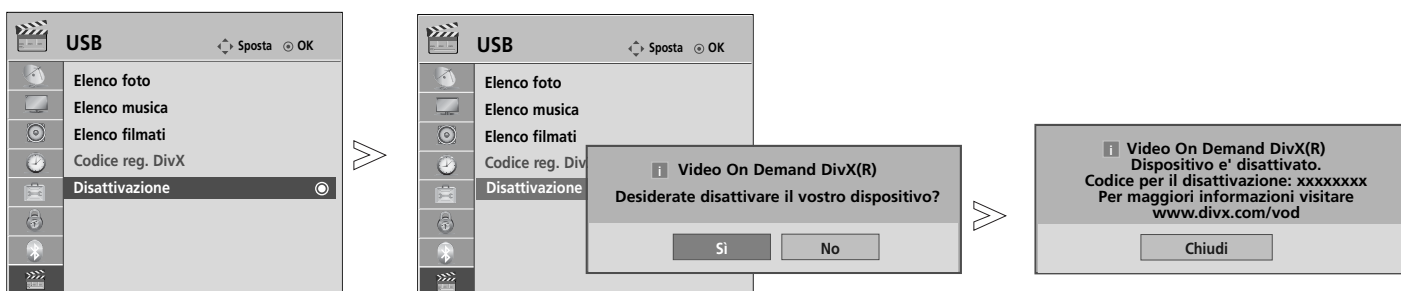 USB
Sposta OK
Elenco foto
Elenco musica
Elenco filmati
Codice reg. DivX
Disattivazione
USB
Sposta OK
Elenco foto
Elenco musica
Elenco filmati
Codice reg. Div
Disattivazione
i Video On Demand DivX(R)
Desiderate disattivare il vostro dispositivo?
Sì No
i Video On Demand DivX(R)
Dispositivo e' disattivato.
Codice per il disattivazione: xxxxxxxx
Per maggiori informazioni visitare
www.divx.com/vod
Chiudi